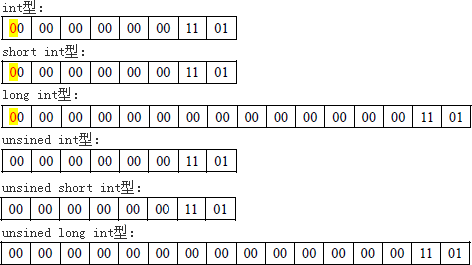 int型：
00 00 00 00 00 00 11 01
short int型：
00 00 00 00 00 00 11 01
long int型：
00 00 00 00 00 00 00 00 00 00 00 00 00 00 11 01
unsined int型：
00 00 00 00 00 00 11 01
unsined short int型：
00 00 00 00 00 00 11 01
unsined long int型：
00 00 00 00 00 00 00 00 00 00 00 00 00 00 11 01